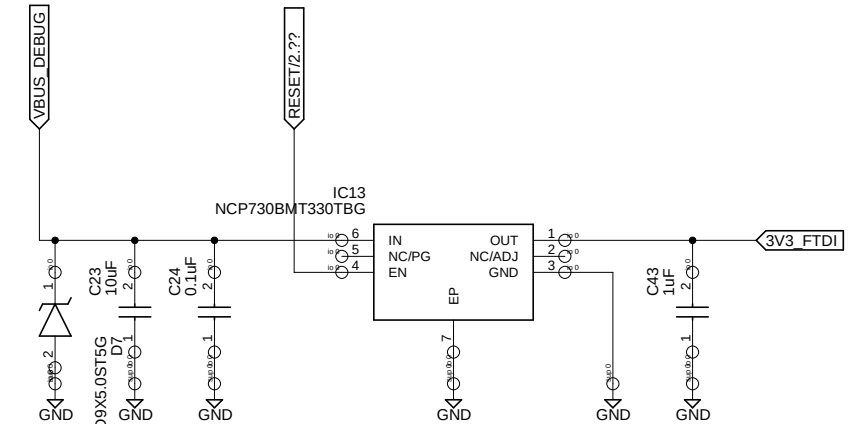 VBUS_DEBUG
RESET/2.??
IC13
NCP730BMT330TBG
6 IN
5 NC/PG
4 EN
OUT 1
NC/ADJ 2
GND 3
EP
7
3V3_FTDI
1
2
C23
10uF
2
1
D7
D9X5.0ST5G
C24
0.1uF
2
1
C43
1uF
2
1
GND
GND
GND
GND
GND
GND